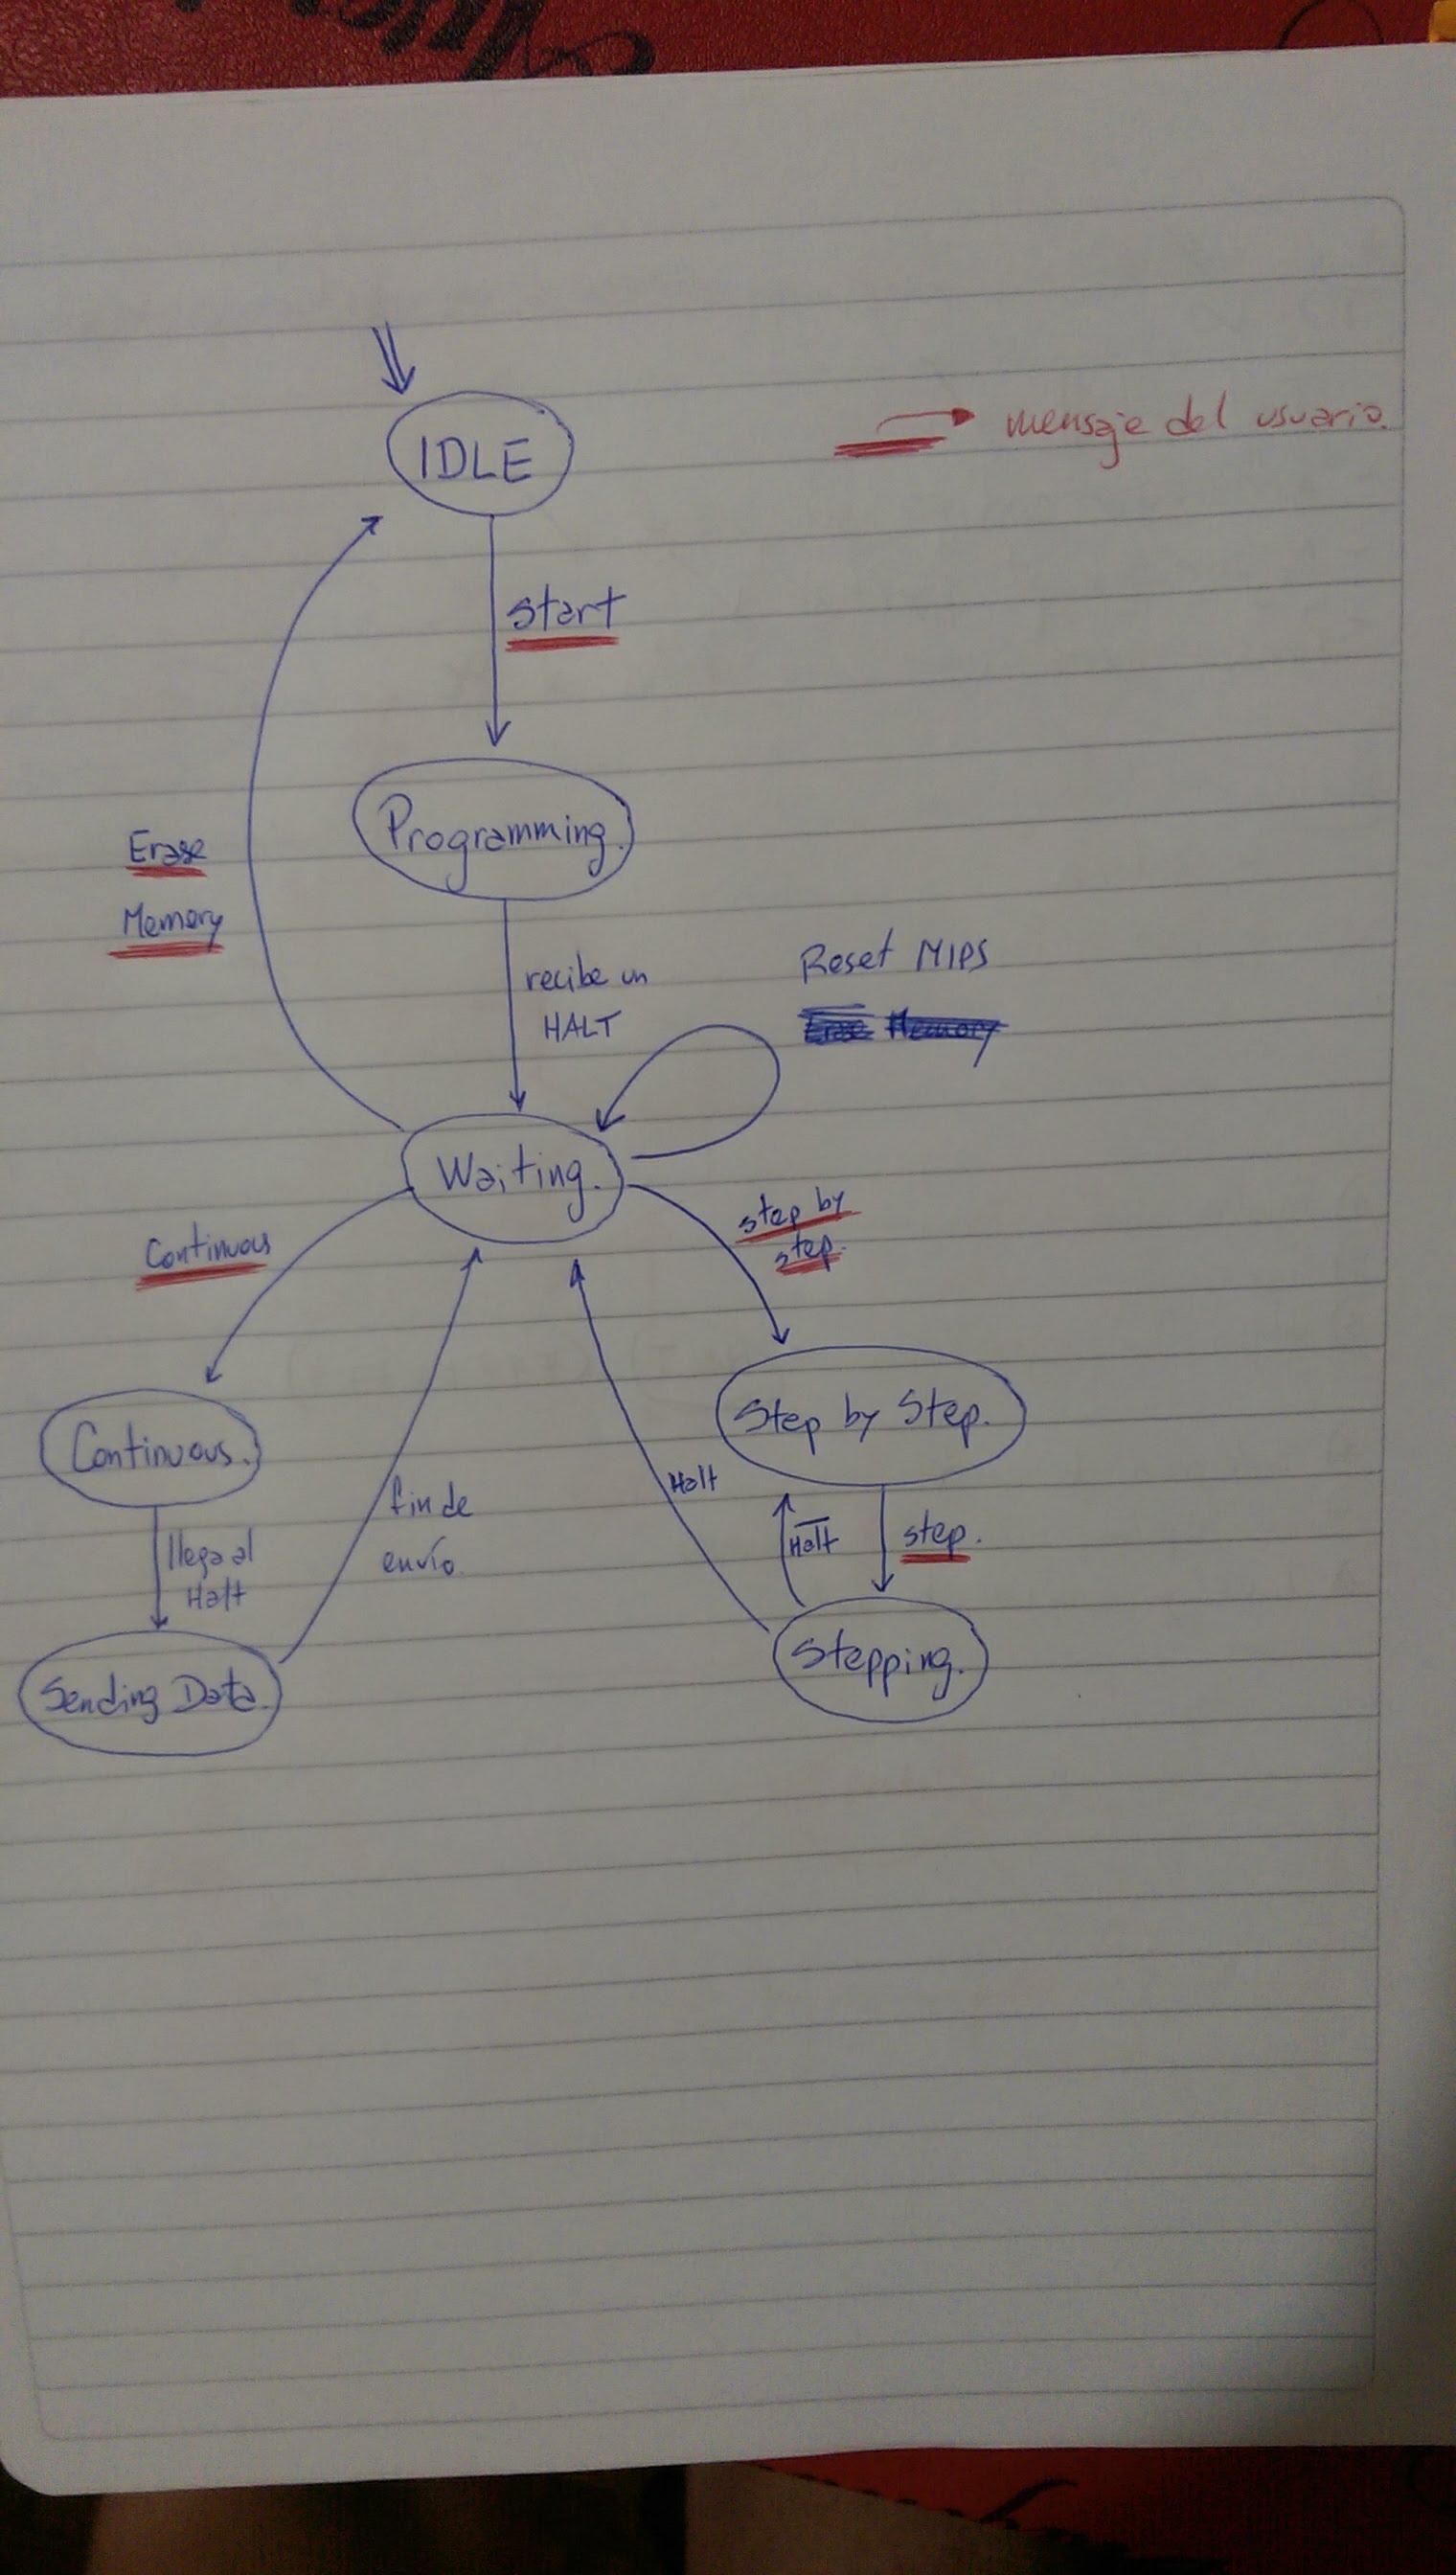 IDLE
mensaje del usuario.
start
Programming.
Erase
Memory
recibe un
HALT
Reset MIPS
Erase Memory
Waiting.
step by
step.
Continuous
Step by Step.
Continuous.
Halt
fin de
envío.
Halt
step.
llega al
Halt
Stepping.
Sending Data.